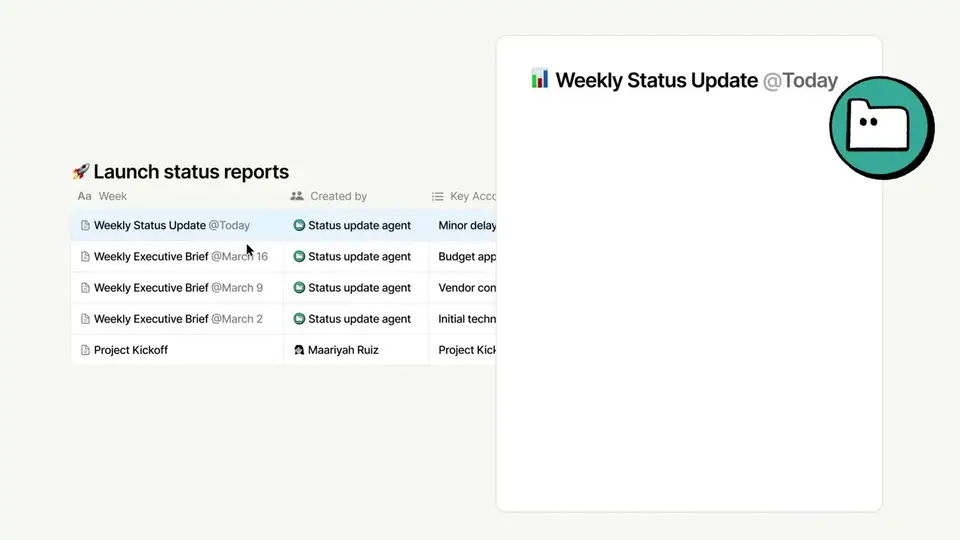 Weekly Status Update @Today
Launch status reports
Aa Week Created by Key Acco
Weekly Status Update @Today Status update agent Minor delay
Weekly Executive Brief @March 16 Status update agent Budget app
Weekly Executive Brief @March 9 Status update agent Vendor con
Weekly Executive Brief @March 2 Status update agent Initial techn
Project Kickoff Maariyah Ruiz Project Kick